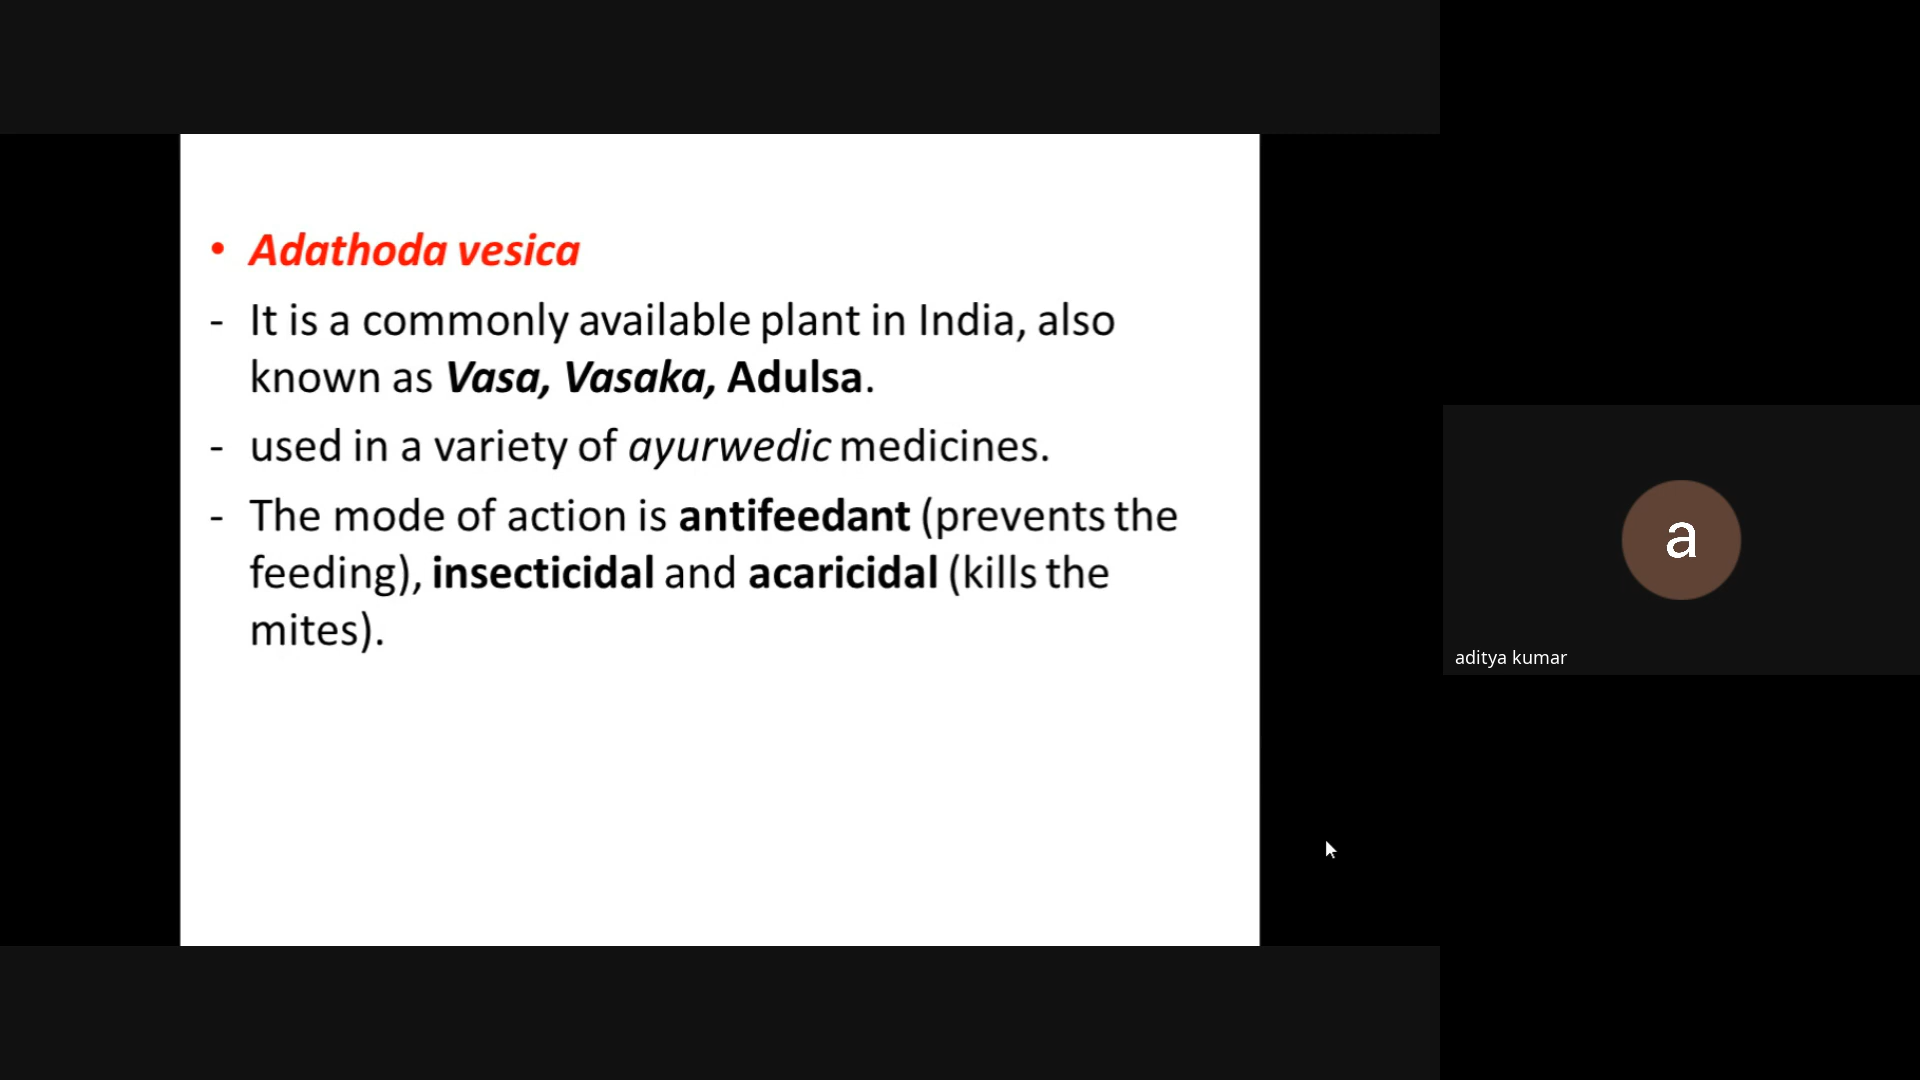 • Adathoda vesica
- It is a commonly available plant in India, also
known as Vasa, Vasaka, Adulsa.
- used in a variety of ayurwedic medicines.
- The mode of action is antifeedant (prevents the
feeding), insecticidal and acaricidal (kills the
mites).
a
aditya kumar